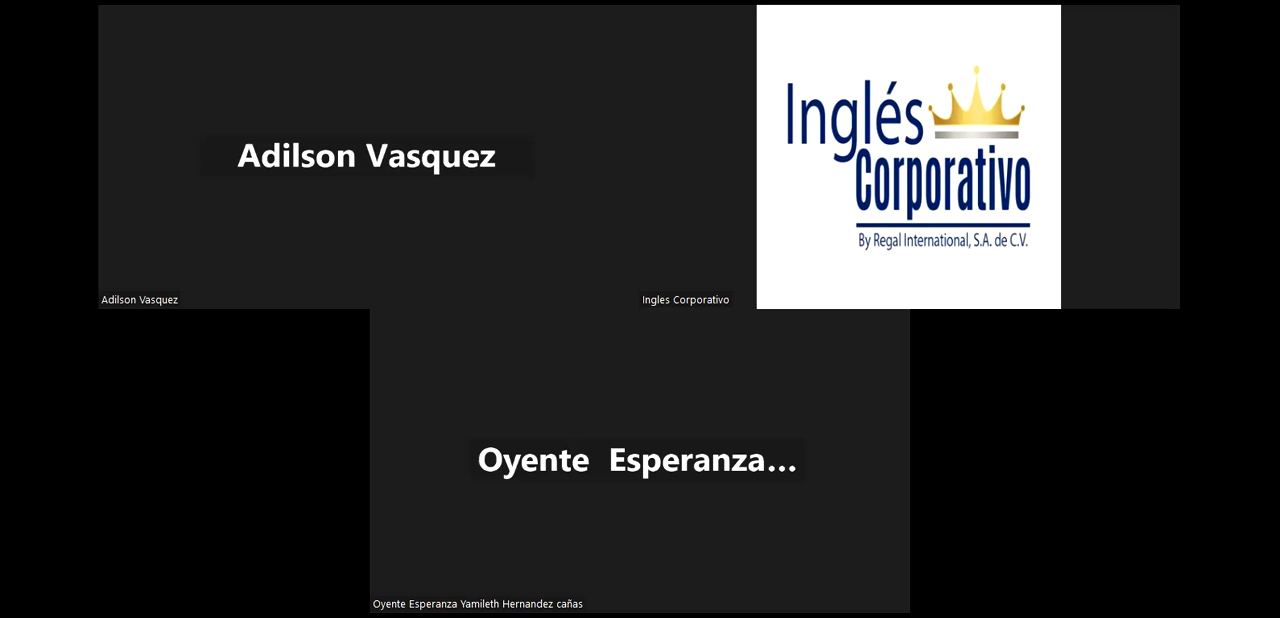 Adilson Vasquez
Inglés
Corporativo
By Regal International, S.A. de C.V.
Adilson Vasquez
Ingles Corporativo
Oyente Esperanza...
Oyente Esperanza Yamileth Hernandez cañas